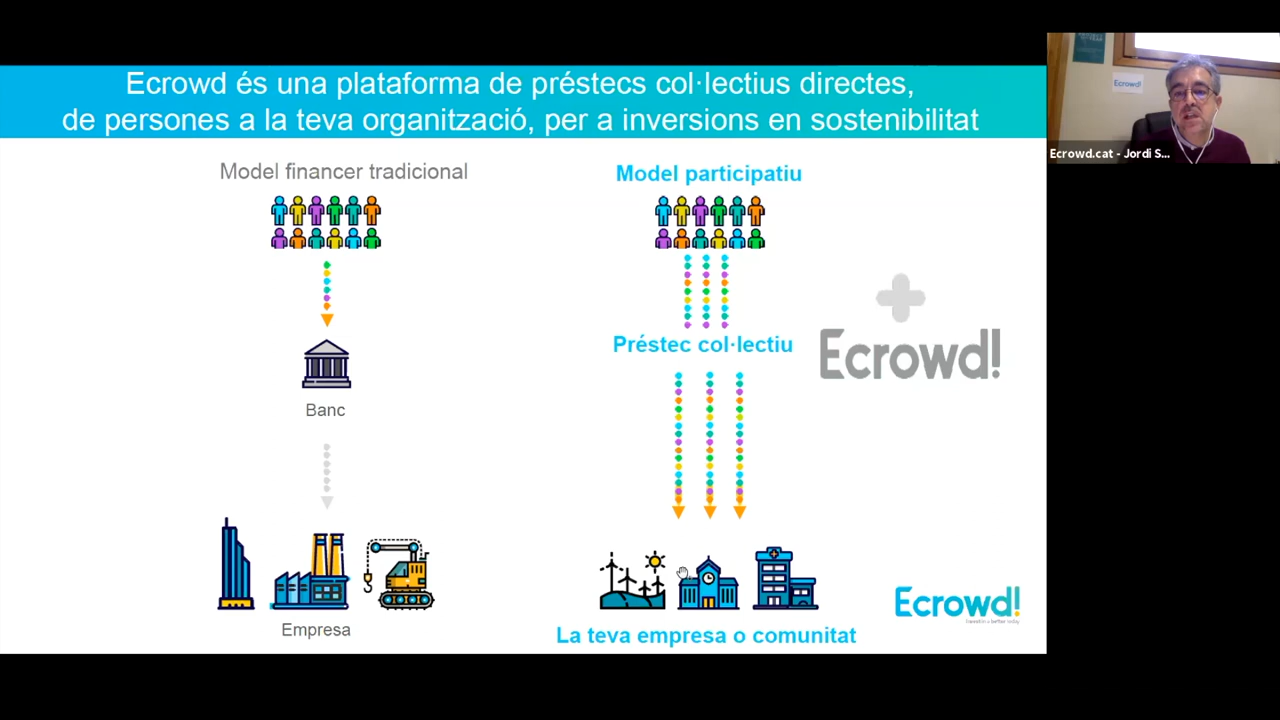 Ecrowd és una plataforma de préstecs col·lectius directes,
de persones a la teva organització, per a inversions en sostenibilitat
Model financer tradicional
Banc
Empresa
Model participatiu
Préstec col·lectiu
La teva empresa o comunitat
Ecrowd!
Ecrowd!
Ecrowd!
Ecrowd.cat - Jordi S...